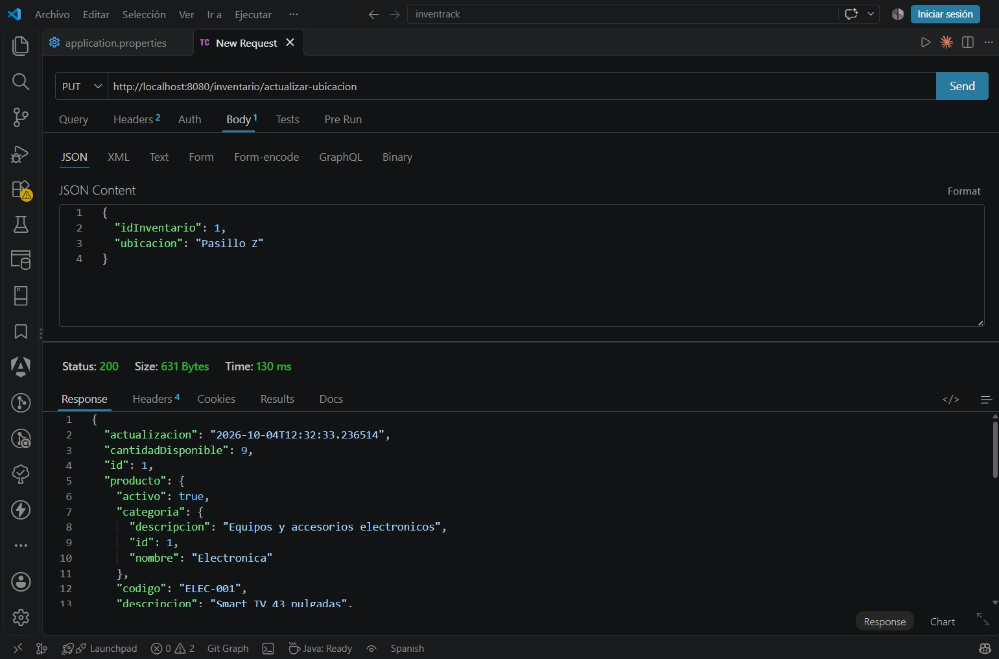 Archivo Editar Selección Ver Ir a Ejecutar ··· inventrack Iniciar sesión
application.properties TC New Request
PUT http://localhost:8080/inventario/actualizar-ubicacion Send
Query Headers 2 Auth Body 1 Tests Pre Run
JSON XML Text Form Form-encode GraphQL Binary
JSON Content Format
1 {
2 "idInventario": 1,
3 "ubicacion": "Pasillo Z"
4 }
Status: 200 Size: 631 Bytes Time: 130 ms
Response Headers 4 Cookies Results Docs </>
1 {
2 "actualizacion": "2026-10-04T12:32:33.236514",
3 "cantidadDisponible": 9,
4 "id": 1,
5 "producto": {
6 "activo": true,
7 "categoria": {
8 "descripcion": "Equipos y accesorios electronicos",
9 "id": 1,
10 "nombre": "Electronica"
11 },
12 "codigo": "ELEC-001",
13 "descripcion": "Smart TV 43 pulgadas",
Response Chart
Launchpad 0 2 Git Graph Java: Ready Spanish